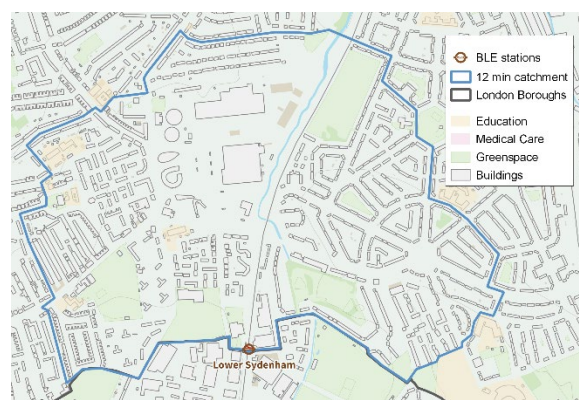 BLE stations
12 min catchment
London Boroughs
Education
Medical Care
Greenspace
Buildings
Lower Sydenham